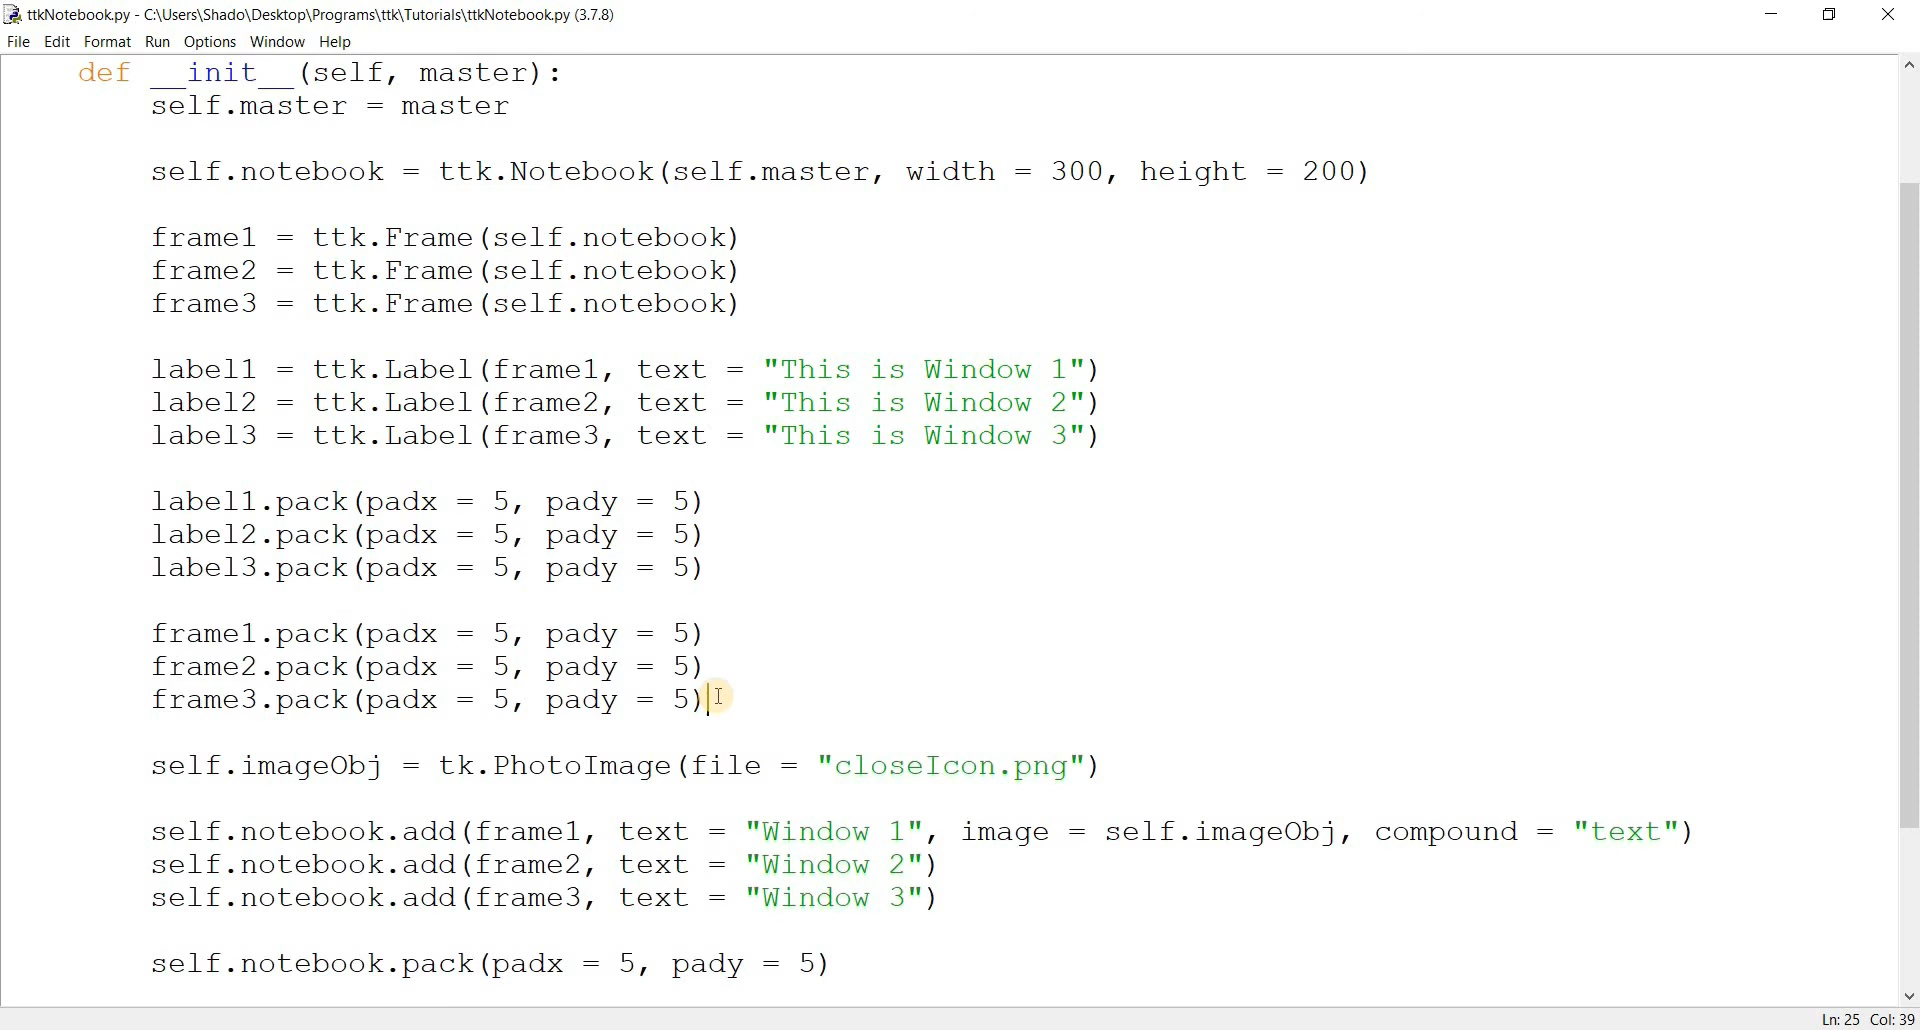 ttkNotebook.py - C:\Users\Shado\Desktop\Programs\ttk\Tutorials\ttkNotebook.py (3.7.8)
File Edit Format Run Options Window Help
def __init__(self, master):
self.master = master
self.notebook = ttk.Notebook(self.master, width = 300, height = 200)
frame1 = ttk.Frame(self.notebook)
frame2 = ttk.Frame(self.notebook)
frame3 = ttk.Frame(self.notebook)
label1 = ttk.Label(frame1, text = "This is Window 1")
label2 = ttk.Label(frame2, text = "This is Window 2")
label3 = ttk.Label(frame3, text = "This is Window 3")
label1.pack(padx = 5, pady = 5)
label2.pack(padx = 5, pady = 5)
label3.pack(padx = 5, pady = 5)
frame1.pack(padx = 5, pady = 5)
frame2.pack(padx = 5, pady = 5)
frame3.pack(padx = 5, pady = 5)
self.imageObj = tk.PhotoImage(file = "closeIcon.png")
self.notebook.add(frame1, text = "Window 1", image = self.imageObj, compound = "text")
self.notebook.add(frame2, text = "Window 2")
self.notebook.add(frame3, text = "Window 3")
self.notebook.pack(padx = 5, pady = 5)
Ln: 25 Col: 39